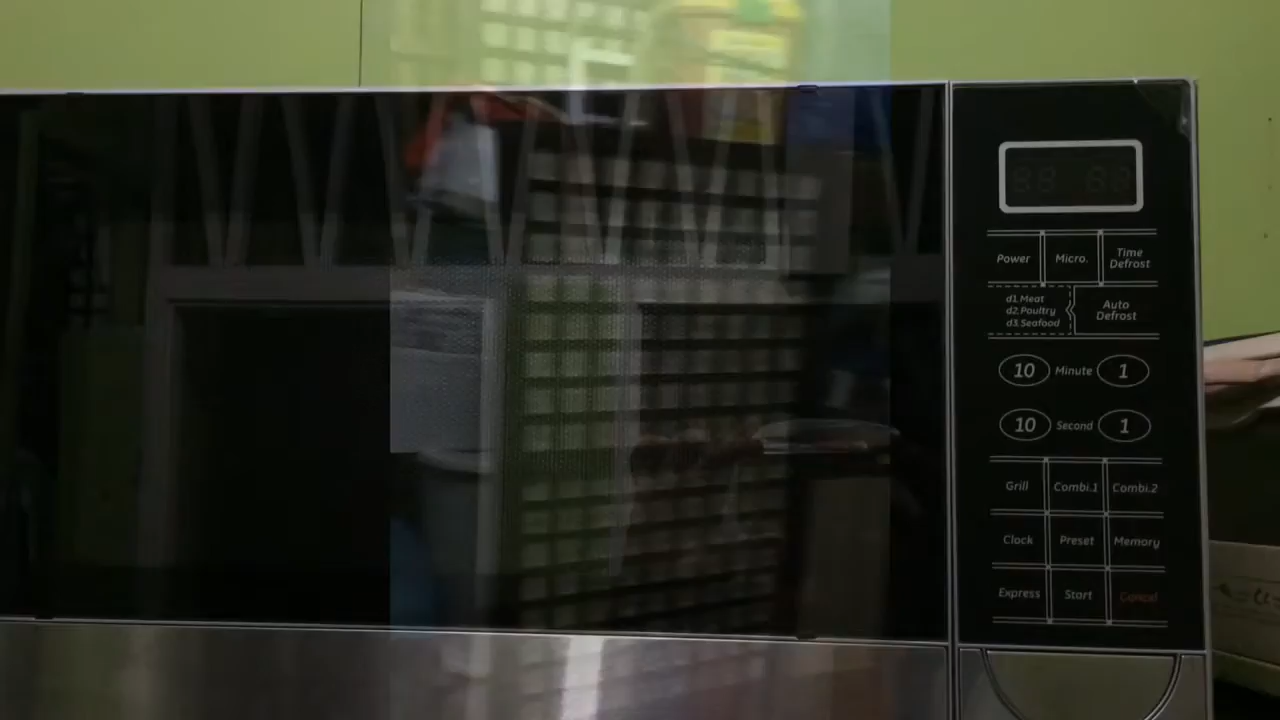 Power Micro. Time Defrost
d1.Meat
d2.Poultry
d3.Seafood
Auto Defrost
10 Minute 1
10 Second 1
Grill Combi.1 Combi.2
Clock Preset Memory
Express Start Cancel